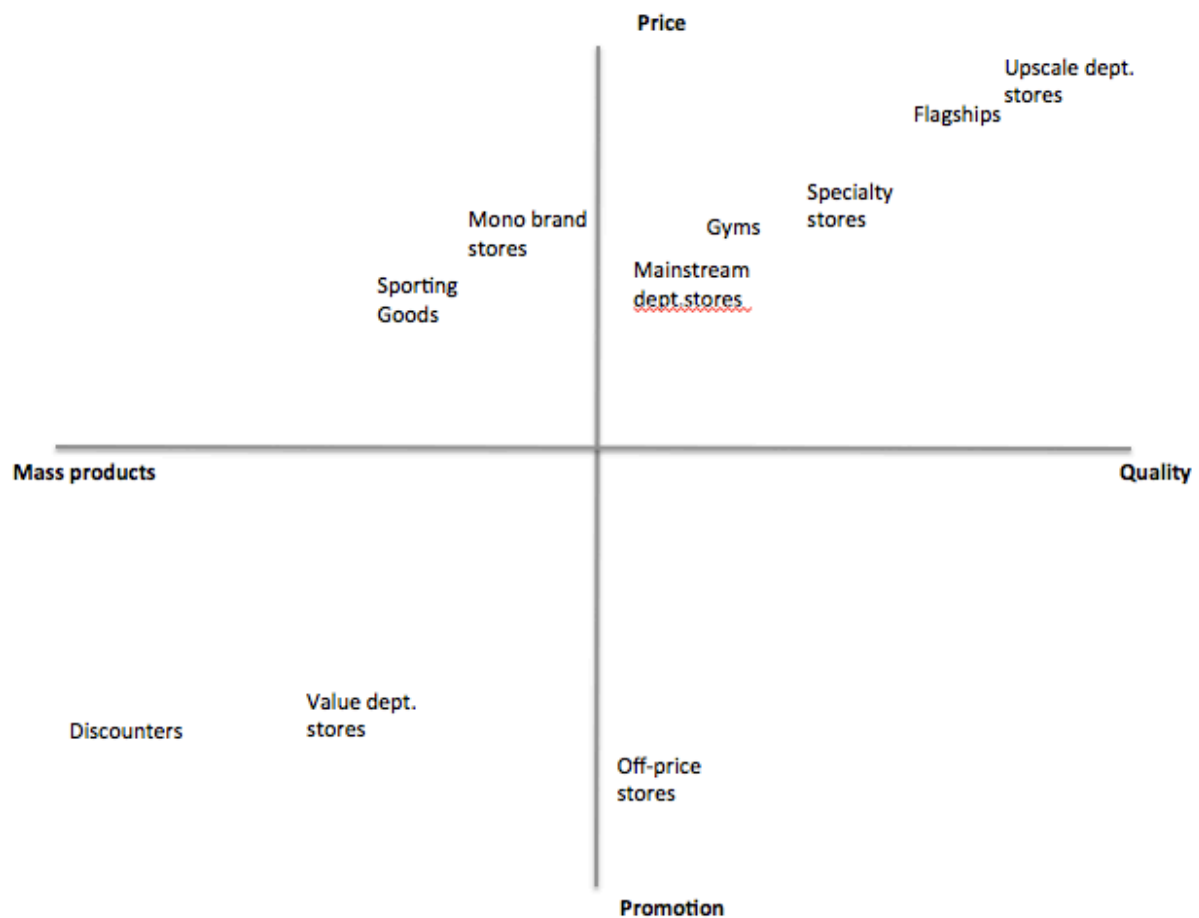 Price
Upscale dept.
stores
Flagships
Specialty
stores
Mono brand
stores
Gyms
Mainstream
dept.stores
Sporting
Goods
Mass products
Quality
Value dept.
stores
Discounters
Off-price
stores
Promotion